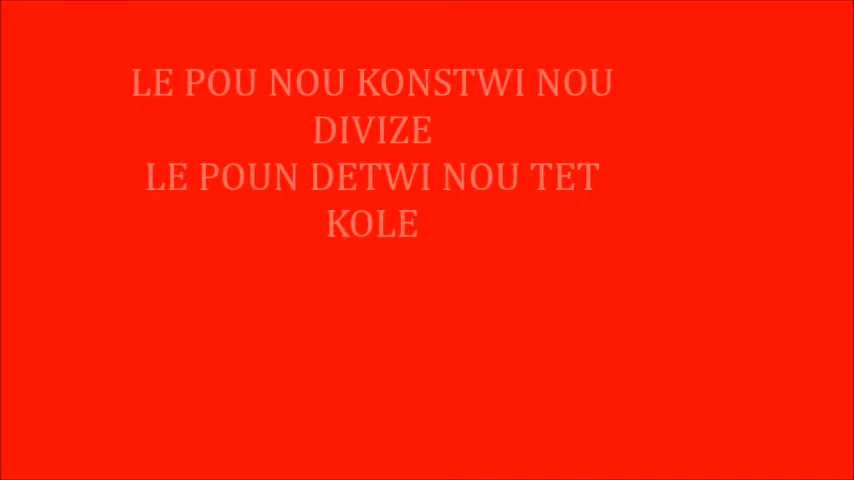 LE POU NOU KONSTWI NOU
DIVIZE
LE POUN DETWI NOU TET
KOLE